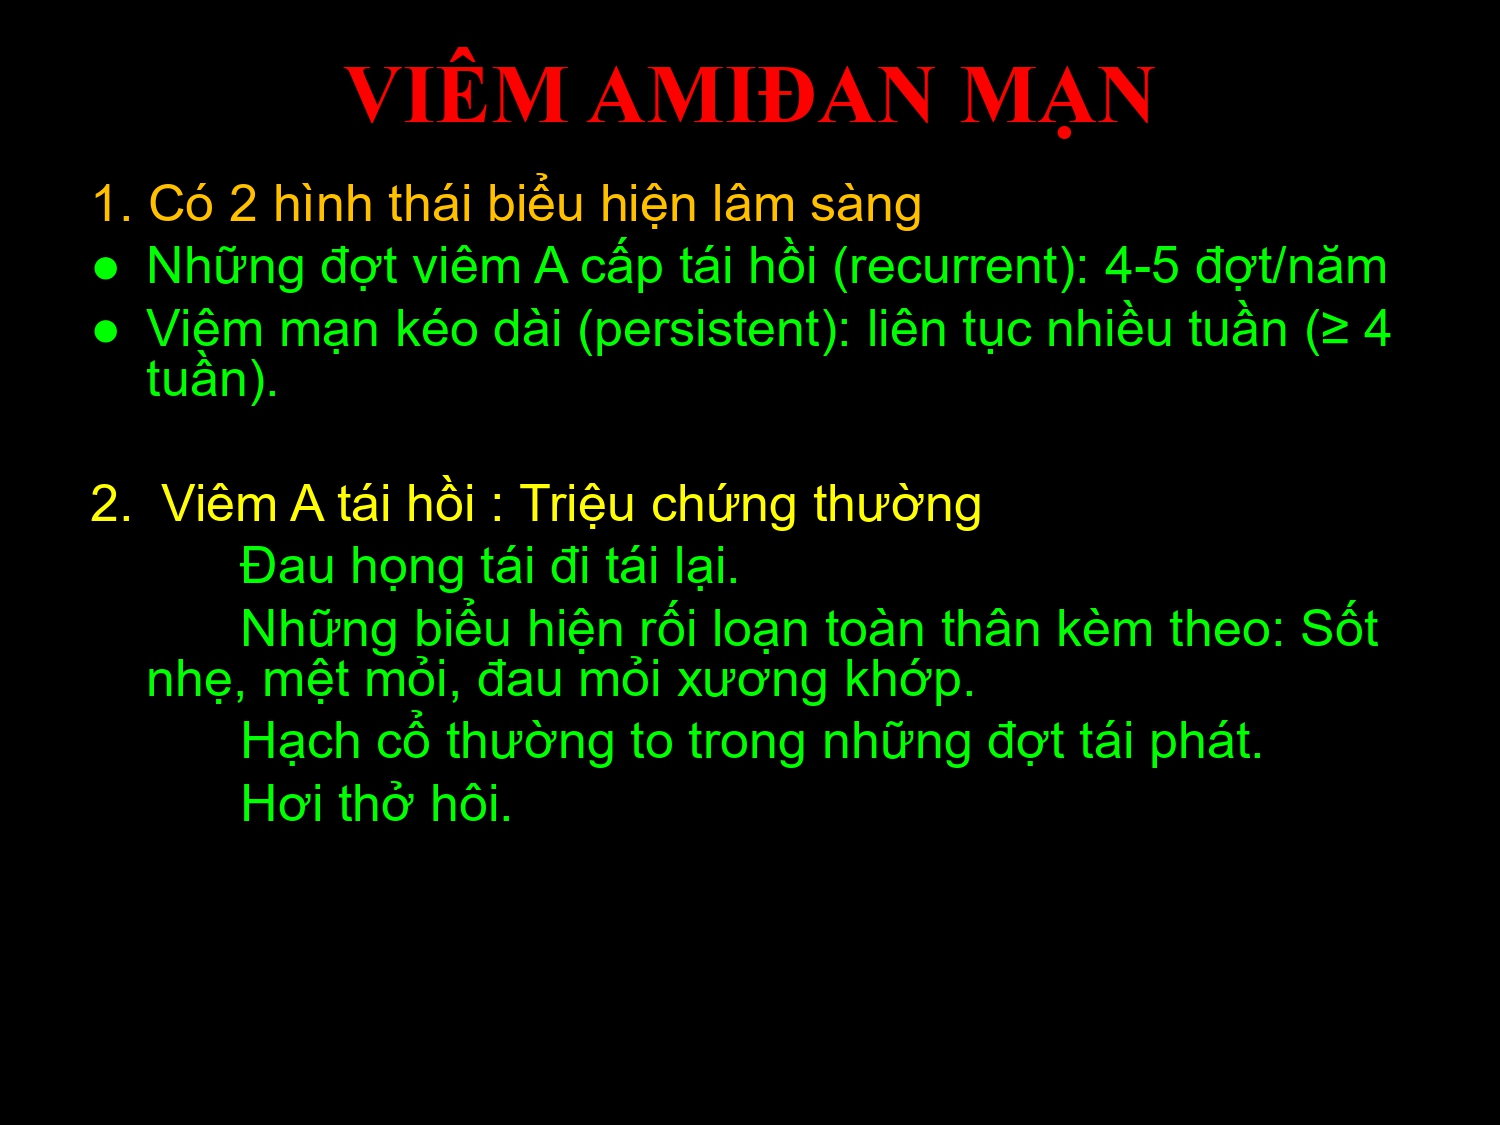 VIÊM AMIĐAN MẠN
1. Có 2 hình thái biểu hiện lâm sàng
● Những đợt viêm A cấp tái hồi (recurrent): 4-5 đợt/năm
● Viêm mạn kéo dài (persistent): liên tục nhiều tuần (≥ 4
tuần).
2. Viêm A tái hồi : Triệu chứng thường
Đau họng tái đi tái lại.
Những biểu hiện rối loạn toàn thân kèm theo: Sốt
nhẹ, mệt mỏi, đau mỏi xương khớp.
Hạch cổ thường to trong những đợt tái phát.
Hơi thở hôi.